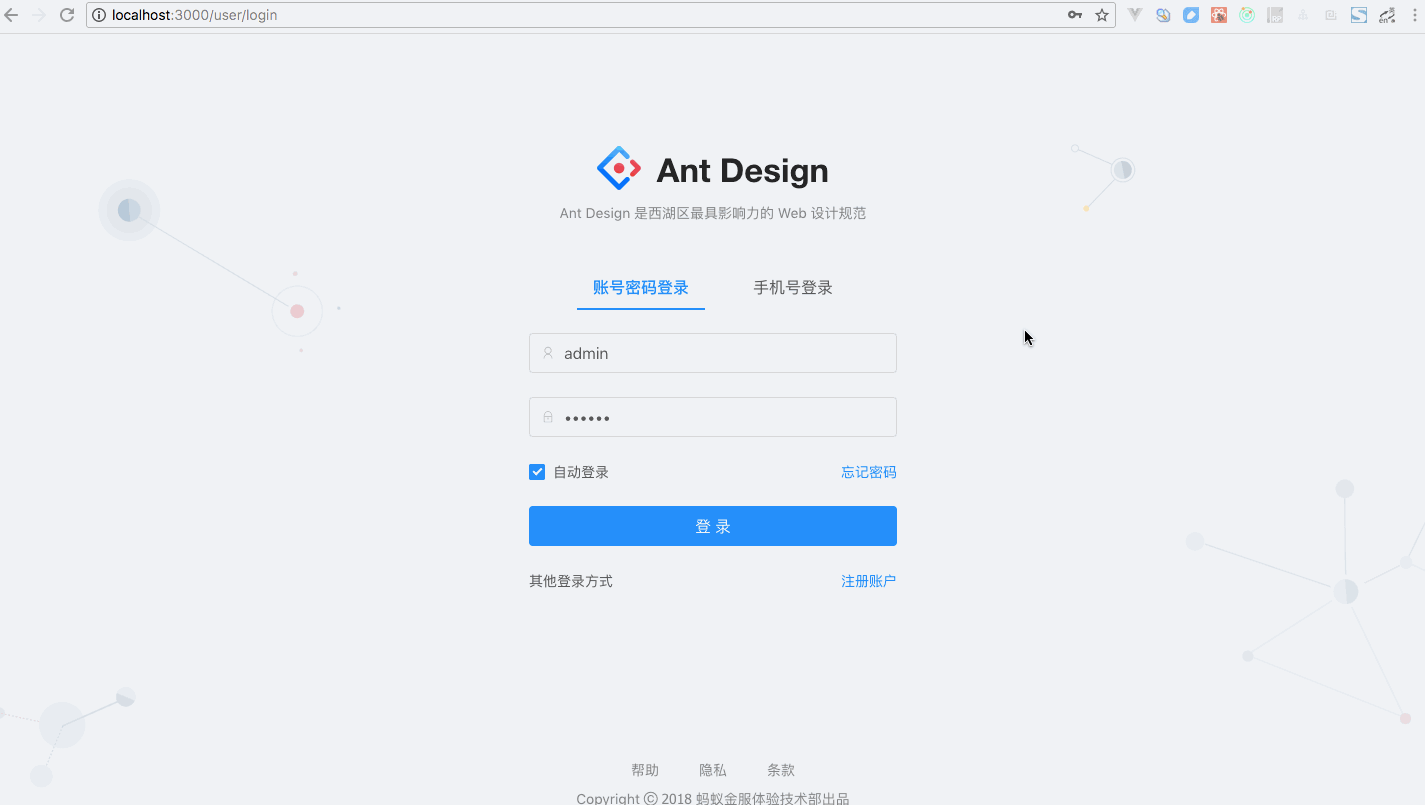 localhost:3000/user/login
Ant Design
Ant Design 是西湖区最具影响力的 Web 设计规范
账号密码登录 手机号登录
admin
••••••
自动登录 忘记密码
登 录
其他登录方式 注册账户
帮助 隐私 条款
Copyright © 2018 蚂蚁金服体验技术部出品